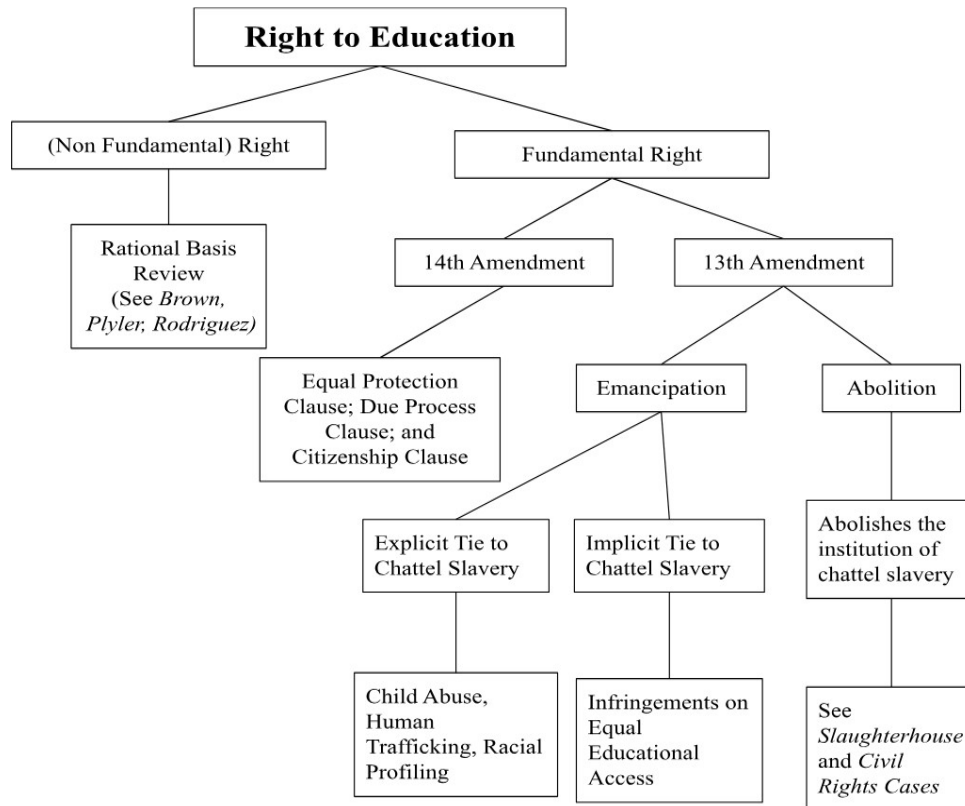 Right to Education
(Non Fundamental) Right
Fundamental Right
Rational Basis
Review
(See Brown,
Plyler, Rodriguez)
14th Amendment
13th Amendment
Equal Protection
Clause; Due Process
Clause; and
Citizenship Clause
Emancipation
Abolition
Explicit Tie to
Chattel Slavery
Implicit Tie to
Chattel Slavery
Abolishes the
institution of
chattel slavery
Child Abuse,
Human
Trafficking, Racial
Profiling
Infringements on
Equal
Educational
Access
See
Slaughterhouse
and Civil
Rights Cases